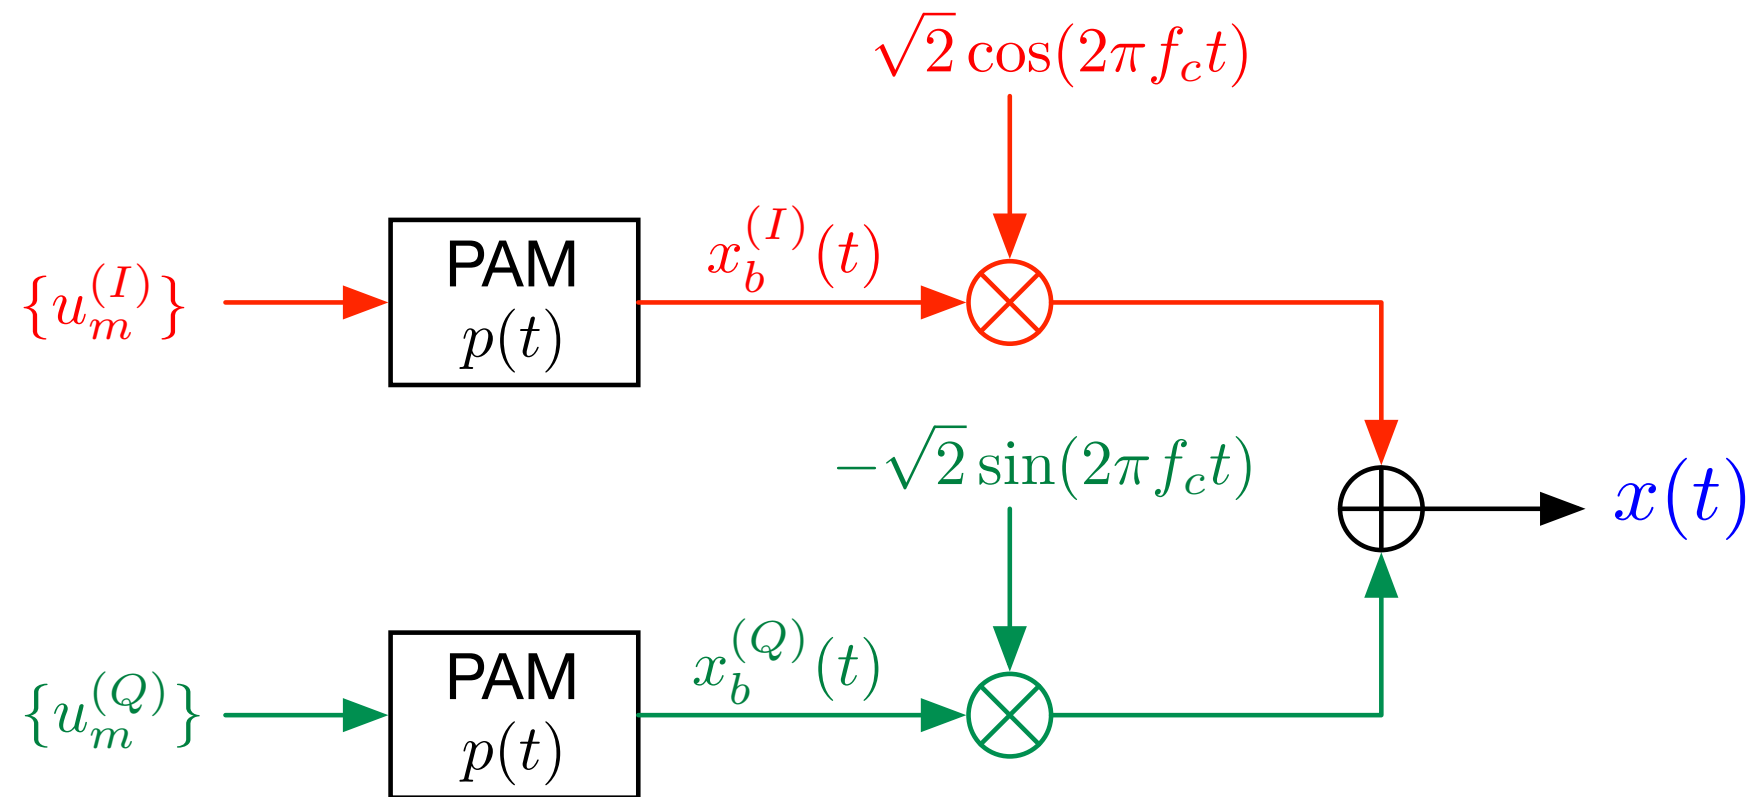 √2 cos(2πf_c t)
{u_m^(I)}
PAM
p(t)
x_b^(I)(t)
−√2 sin(2πf_c t)
x(t)
{u_m^(Q)}
PAM
p(t)
x_b^(Q)(t)